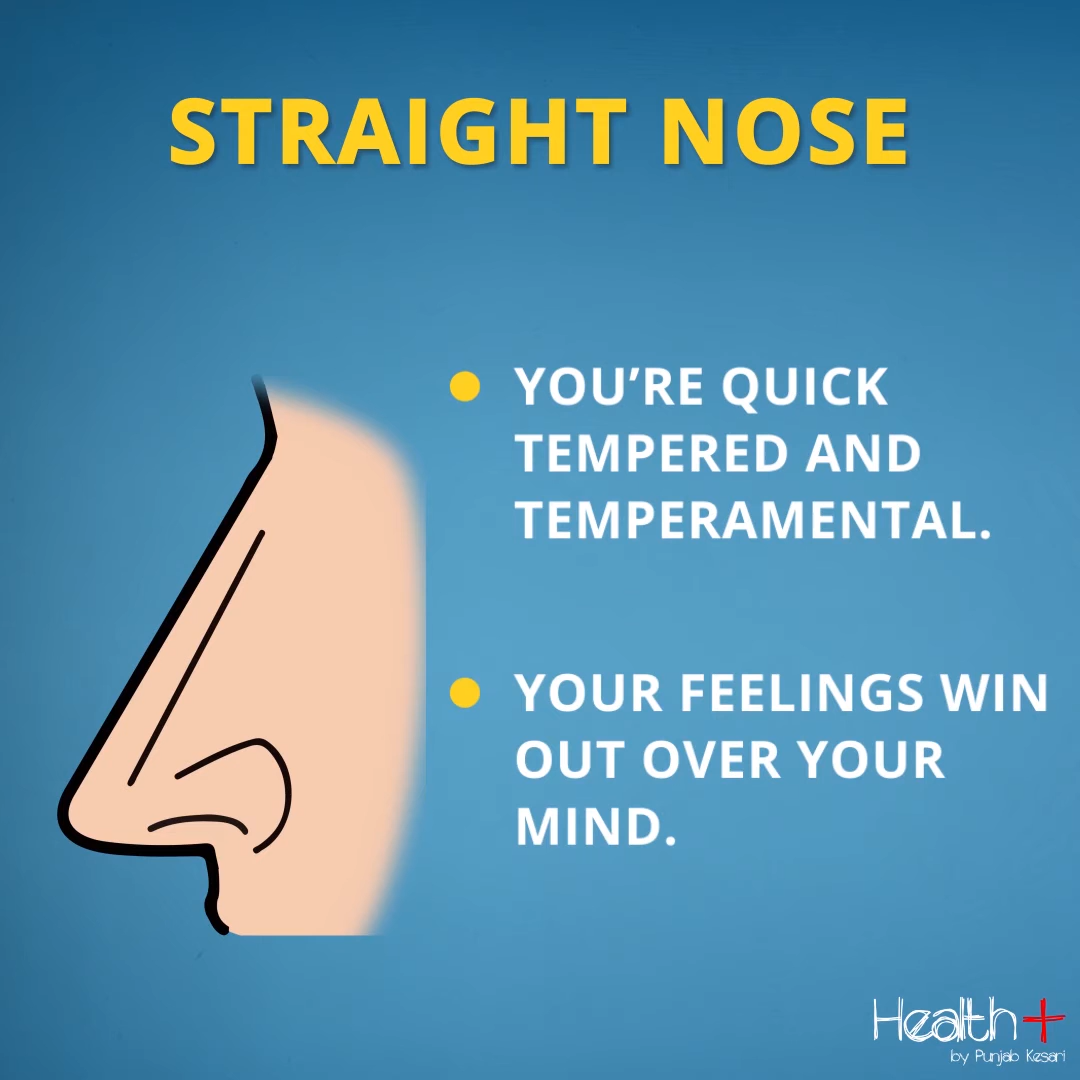 STRAIGHT NOSE
YOU’RE QUICK
TEMPERED AND
TEMPERAMENTAL.
YOUR FEELINGS WIN
OUT OVER YOUR
MIND.
Health+
by Punjab Kesari